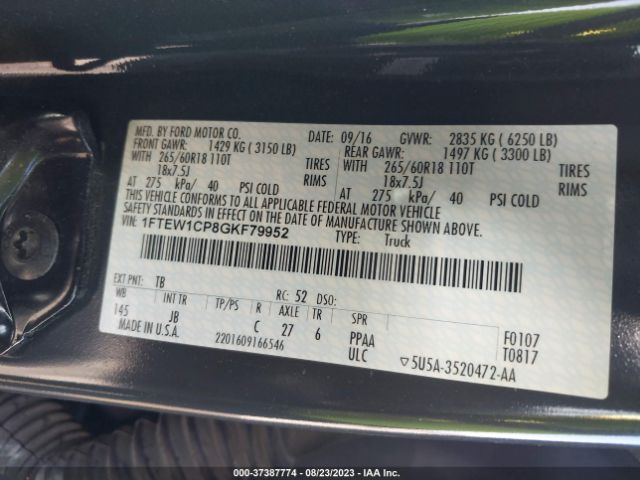 MFD. BY FORD MOTOR CO. DATE: 09/16 GVWR: 2835 KG ( 6250 LB)
FRONT GAWR: 1429 KG ( 3150 LB) REAR GAWR: 1497 KG ( 3300 LB)
WITH 265/60R18 110T TIRES WITH 265/60R18 110T TIRES
18x7.5J RIMS 18x7.5J RIMS
AT 275 kPa/ 40 PSI COLD AT 275 kPa/ 40 PSI COLD
THIS VEHICLE CONFORMS TO ALL APPLICABLE FEDERAL MOTOR VEHICLE
SAFETY STANDARDS IN EFFECT ON THE DATE OF MANUFACTURE SHOWN ABOVE.
VIN: 1FTEW1CP8GKF79952 TYPE: Truck
EXT PNT: TB RC: 52 DSO:
WB INT TR TP/PS R AXLE TR SPR
145 JB C 27 6 PPAA F0107
MADE IN U.S.A. 2201609166546 ULC T0817
▽5U5A-3520472-AA
000-37387774 - 08/23/2023 - IAA Inc.